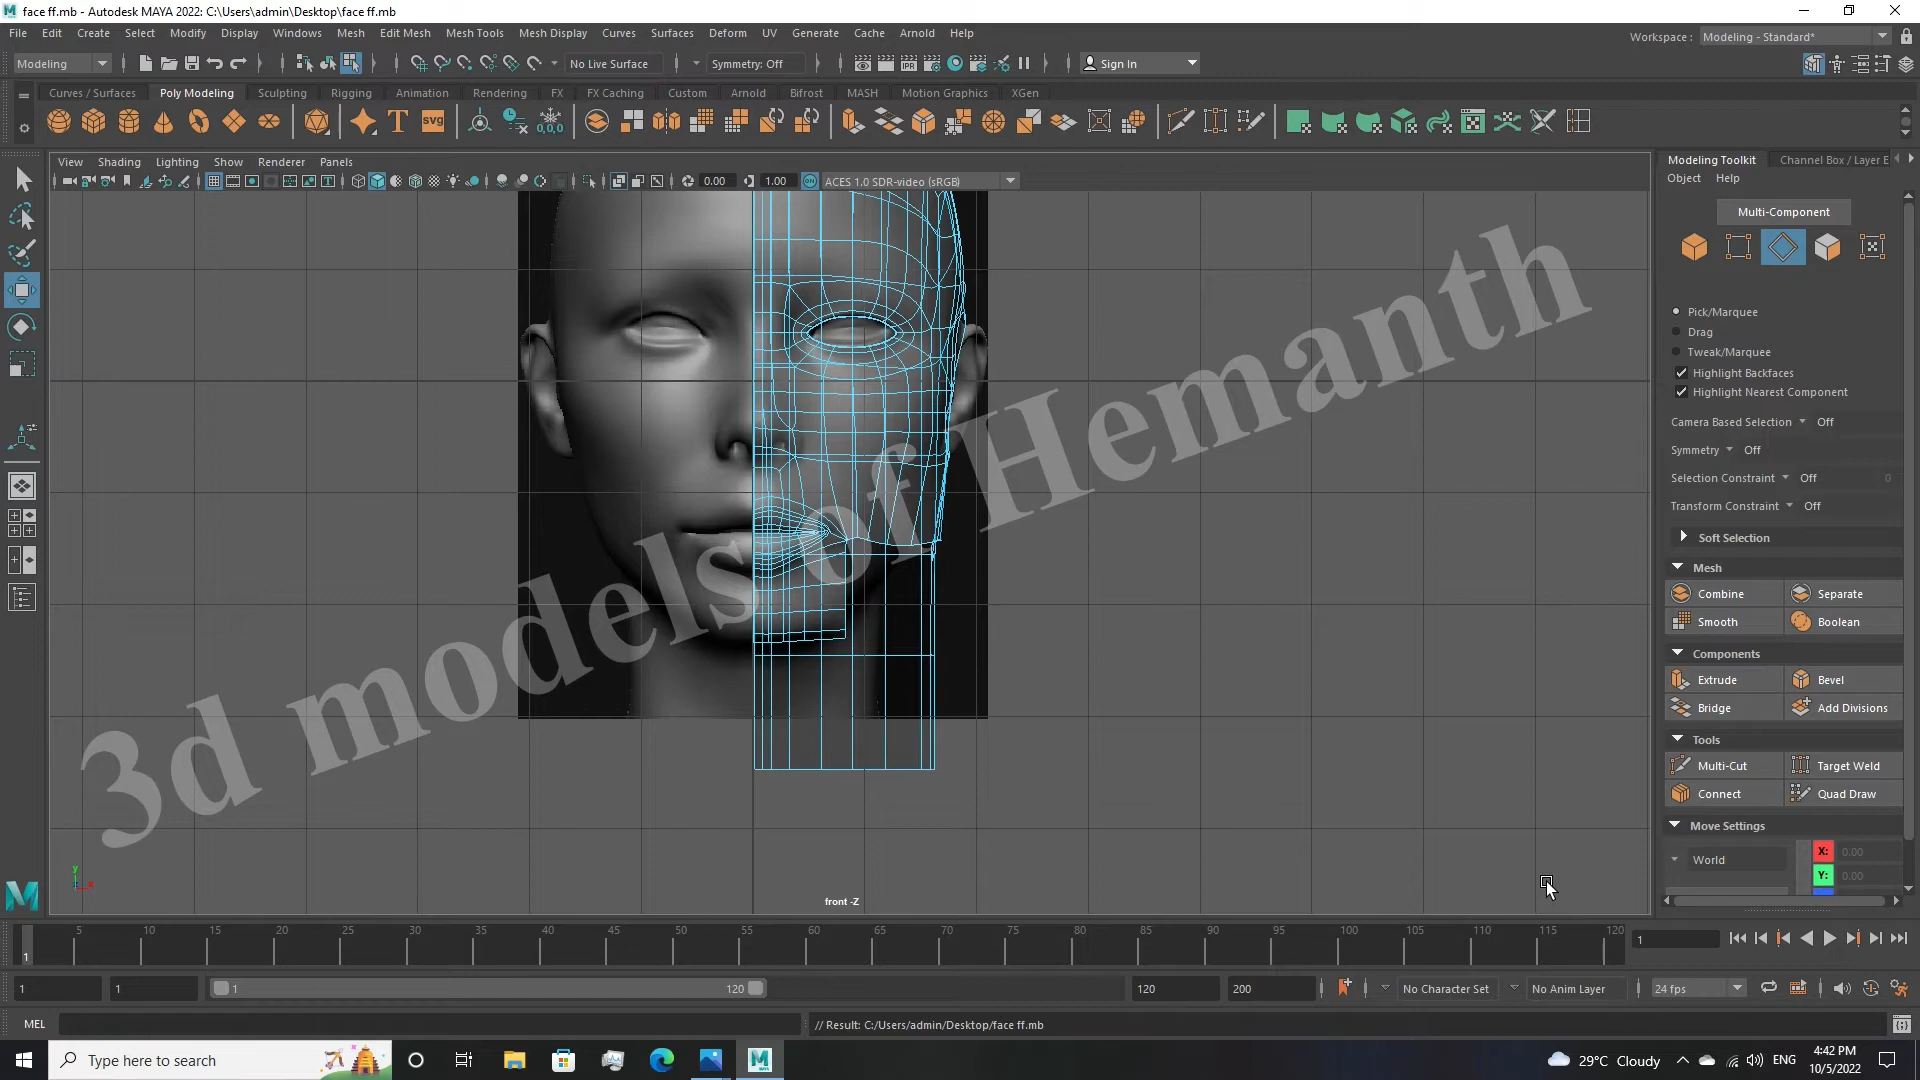 face ff.mb - Autodesk MAYA 2022: C:\Users\admin\Desktop\face ff.mb
File Edit Create Select Modify Display Windows Mesh Edit Mesh Mesh Tools Mesh Display Curves Surfaces Deform UV Generate Cache Arnold Help
Workspace : Modeling - Standard*
Modeling No Live Surface Symmetry: Off Sign In
Curves / Surfaces Poly Modeling Sculpting Rigging Animation Rendering FX FX Caching Custom Arnold Bifrost MASH Motion Graphics XGen
T svg 0,0,0
View Shading Lighting Show Renderer Panels
0.00 1.00 ACES 1.0 SDR-video (sRGB)
Modeling Toolkit Channel Box / Layer E
Object Help
Multi-Component
Pick/Marquee
Drag
Tweak/Marquee
Highlight Backfaces
Highlight Nearest Component
Camera Based Selection Off
Symmetry Off
Selection Constraint Off 0
Transform Constraint Off
Soft Selection
Mesh
Combine Separate
Smooth Boolean
Components
Extrude Bevel
Bridge Add Divisions
Tools
Multi-Cut Target Weld
Connect Quad Draw
Move Settings
World X: 0.00
Y: 0.00
3d models of Hemanth
y
z x
front -Z
5 10 15 20 25 30 35 40 45 50 55 60 65 70 75 80 85 90 95 100 105 110 115 120
1 1
1 1 1 120 120 200 No Character Set No Anim Layer 24 fps
MEL // Result: C:/Users/admin/Desktop/face ff.mb
Type here to search 29°C Cloudy ENG 4:42 PM
10/5/2022